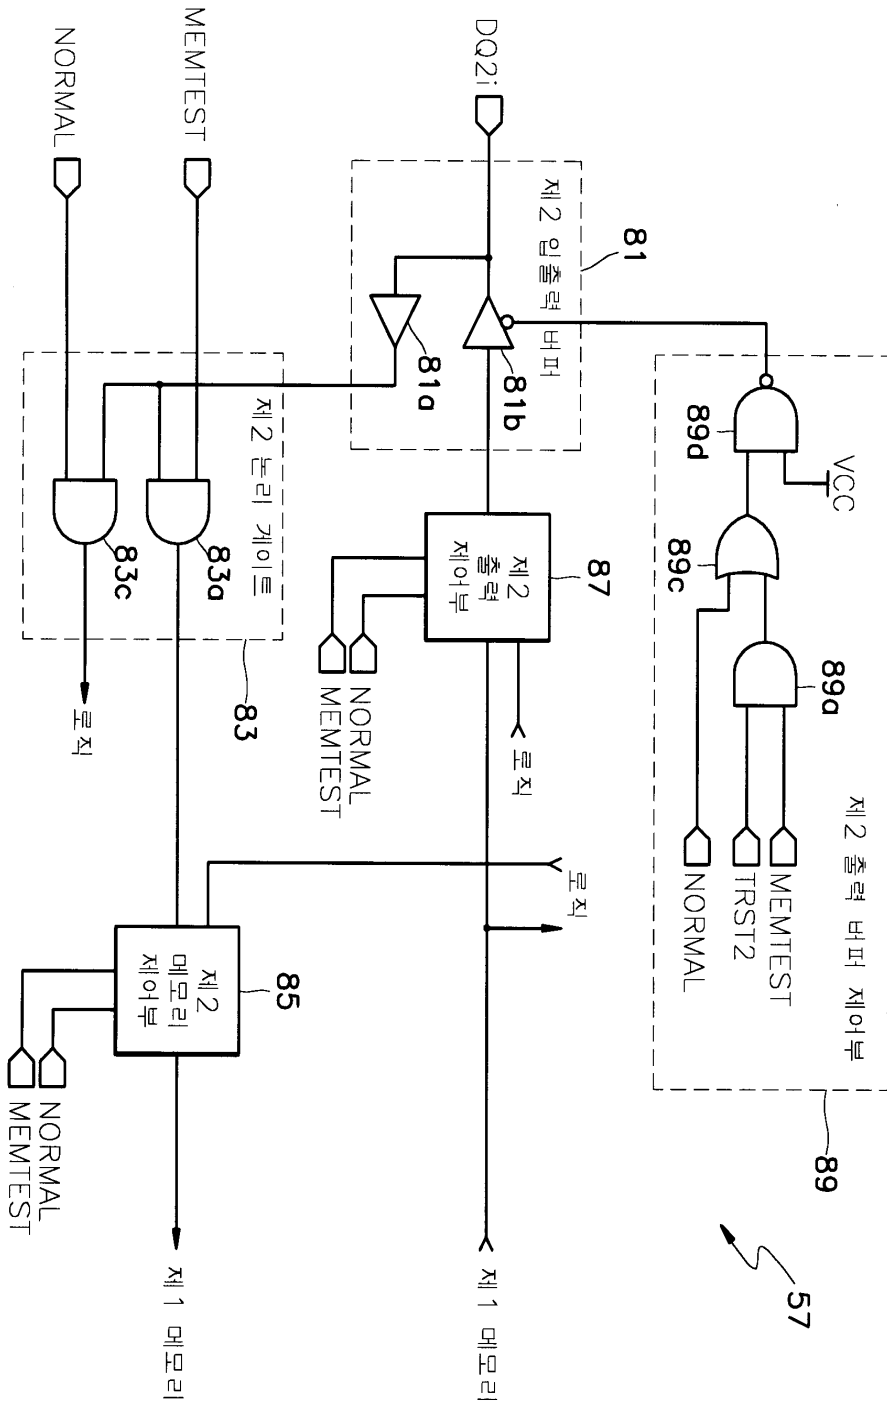 제2 출력 버퍼 제어부
VCC
89d
89c
89a
MEMTEST
TRST2
NORMAL
89
57
81
제2 입출력 버퍼
81b
81a
DQ2i
87
제2
출력
제어부
로직
로직
제1 메모리
NORMAL
MEMTEST
MEMTEST
NORMAL
제2 논리 게이트
83a
83c
83
로직
85
제2
메모리
제어부
NORMAL
MEMTEST
제1 메모리